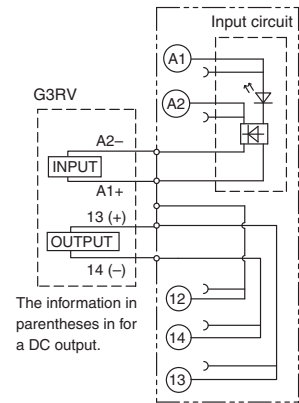 Input circuit
A1
G3RV
A2
A2–
INPUT
A1+
13 (+)
OUTPUT
14 (–)
12
The information in
parentheses in for
a DC output.
14
13